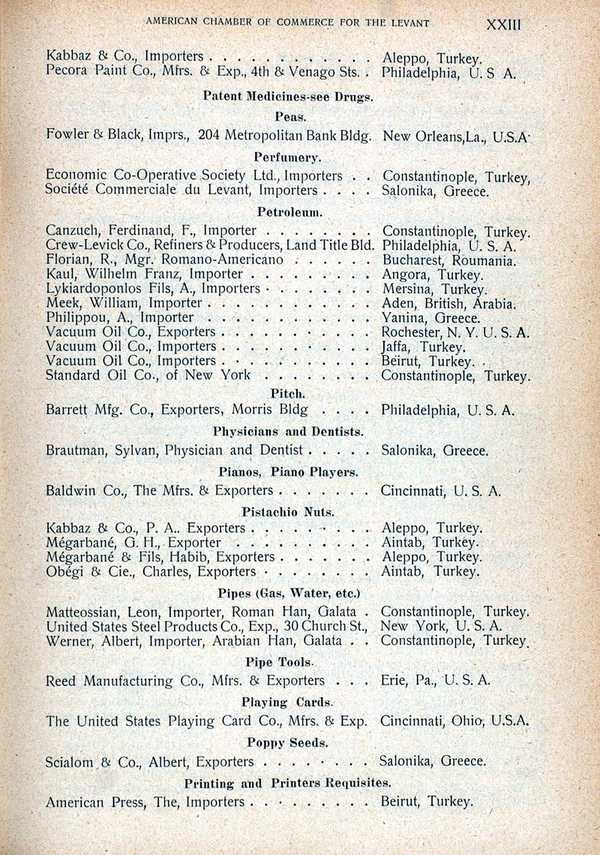 AMERICAN CHAMBER OF COMMERCE FOR THE LEVANT XXIII
Kabbaz & Co., Importers . . . . . . . . . . . . Aleppo, Turkey.
Pecora Paint Co., Mfrs. & Exp., 4th & Venago Sts. . Philadelphia, U. S A.
Patent Medicines-see Drugs.
Peas.
Fowler & Black, Imprs., 204 Metropolitan Bank Bldg. New Orleans,La., U.S.A.
Perfumery.
Economic Co-Operative Society Ltd., Importers . . Constantinople, Turkey,
Société Commerciale du Levant, Importers . . . . Salonika, Greece.
Petroleum.
Canzuch, Ferdinand, F., Importer . . . . . . . . Constantinople, Turkey.
Crew-Levick Co., Refiners & Producers, Land Title Bld. Philadelphia, U. S. A.
Florian, R., Mgr. Romano-Americano . . . . . . Bucharest, Roumania.
Kaul, Wilhelm Franz, Importer . . . . . . . . . Angora, Turkey.
Lykiardoponlos Fils, A., Importers . . . . . . . . Mersina, Turkey.
Meek, William, Importer . . . . . . . . . . . . Aden, British, Arabia.
Philippou, A., Importer . . . . . . . . . . . . Yanina, Greece.
Vacuum Oil Co., Exporters . . . . . . . . . . . Rochester, N. Y. U. S. A.
Vacuum Oil Co., Importers . . . . . . . . . . . Jaffa, Turkey.
Vacuum Oil Co., Importers . . . . . . . . . . . Beirut, Turkey. .
Standard Oil Co., of New York . . . . . . . . Constantinople, Turkey.
Pitch.
Barrett Mfg. Co., Exporters, Morris Bldg . . . . Philadelphia, U. S. A.
Physicians and Dentists.
Brautman, Sylvan, Physician and Dentist . . . . . Salonika, Greece.
Pianos, Piano Players.
Baldwin Co., The Mfrs. & Exporters . . . . . . . Cincinnati, U. S. A.
Pistachio Nuts.
Kabbaz & Co., P. A.. Exporters . . . . . . . . . Aleppo, Turkey.
Mégarbané, G. H., Exporter . . . . . . . . . . Aintab, Turkey.
Mégarbané & Fils, Habib, Exporters . . . . . . . Aleppo, Turkey.
Obégi & Cie., Charles, Exporters . . . . . . . . Aintab, Turkey.
Pipes (Gas, Water, etc.)
Matteossian, Leon, Importer, Roman Han, Galata . Constantinople, Turkey.
United States Steel Products Co., Exp., 30 Church St., New York, U. S. A.
Werner, Albert, Importer, Arabian Han, Galata . . Constantinople, Turkey.
Pipe Tools.
Reed Manufacturing Co., Mfrs. & Exporters . . . Erie, Pa., U. S. A.
Playing Cards.
The United States Playing Card Co., Mfrs. & Exp. Cincinnati, Ohio, U.S.A.
Poppy Seeds.
Scialom & Co., Albert, Exporters . . . . . . . . Salonika, Greece.
Printing and Printers Requisites.
American Press, The, Importers . . . . . . . . . Beirut, Turkey.